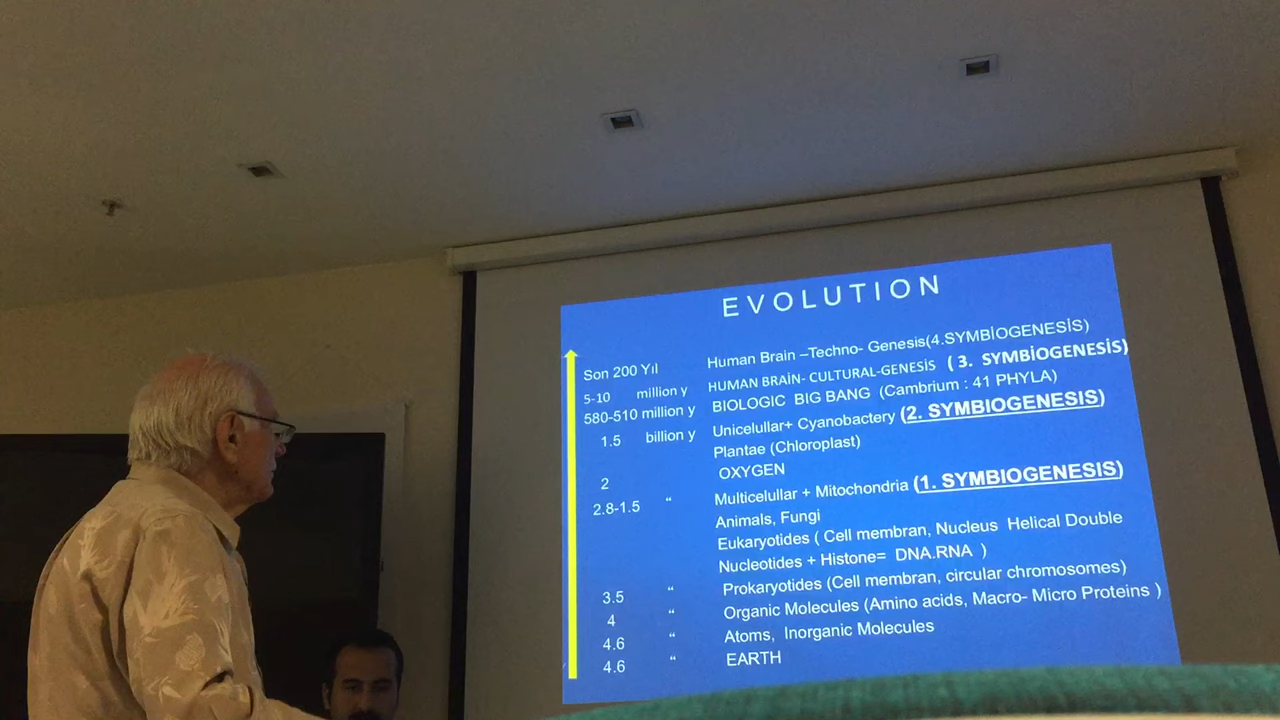 EVOLUTION
Son 200 Yıl Human Brain –Techno- Genesis(4.SYMBİOGENESİS)
5-10 million y HUMAN BRAIN- CULTURAL-GENESİS ( 3. SYMBİOGENESİS)
580-510 million y BIOLOGIC BIG BANG (Cambrium : 41 PHYLA)
1.5 billion y Unicelullur+ Cyanobactery (2. SYMBIOGENESIS)
Plantae (Chloroplast)
2 OXYGEN
2.8-1.5 “ Multicelullar + Mitochondria (1. SYMBIOGENESIS)
Animals, Fungi
Eukaryotides ( Cell membran, Nucleus Helical Double
Nucleotides + Histone= DNA.RNA )
3.5 “ Prokaryotides (Cell membran, circular chromosomes)
4 “ Organic Molecules (Amino acids, Macro- Micro Proteins )
4.6 “ Atoms, Inorganic Molecules
4.6 “ EARTH